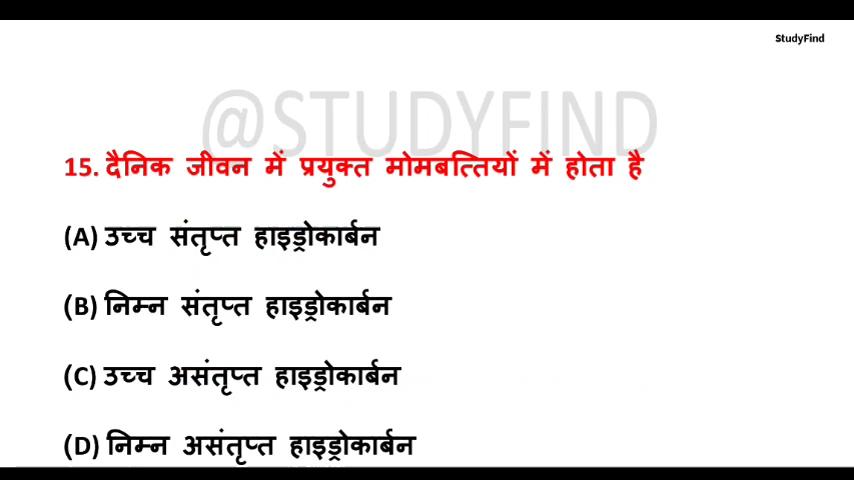 StudyFind
@STUDYFIND
15. दैनिक जीवन में प्रयुक्त मोमबत्तियों में होता है
(A) उच्च संतृप्त हाइड्रोकार्बन
(B) निम्न संतृप्त हाइड्रोकार्बन
(C) उच्च असंतृप्त हाइड्रोकार्बन
(D) निम्न असंतृप्त हाइड्रोकार्बन